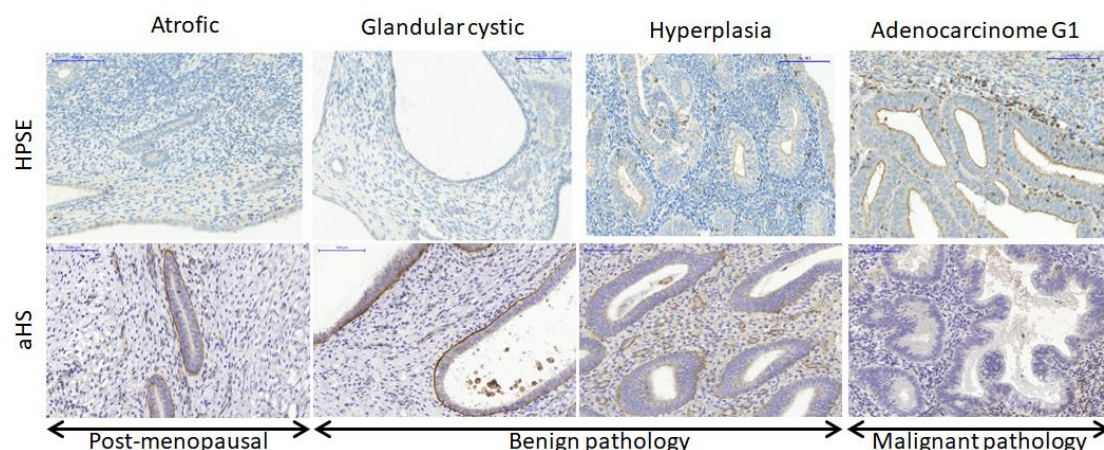 Atrofic Glandular cystic Hyperplasia Adenocarcinome G1
HPSE
aHS
Post-menopausal Benign pathology Malignant pathology